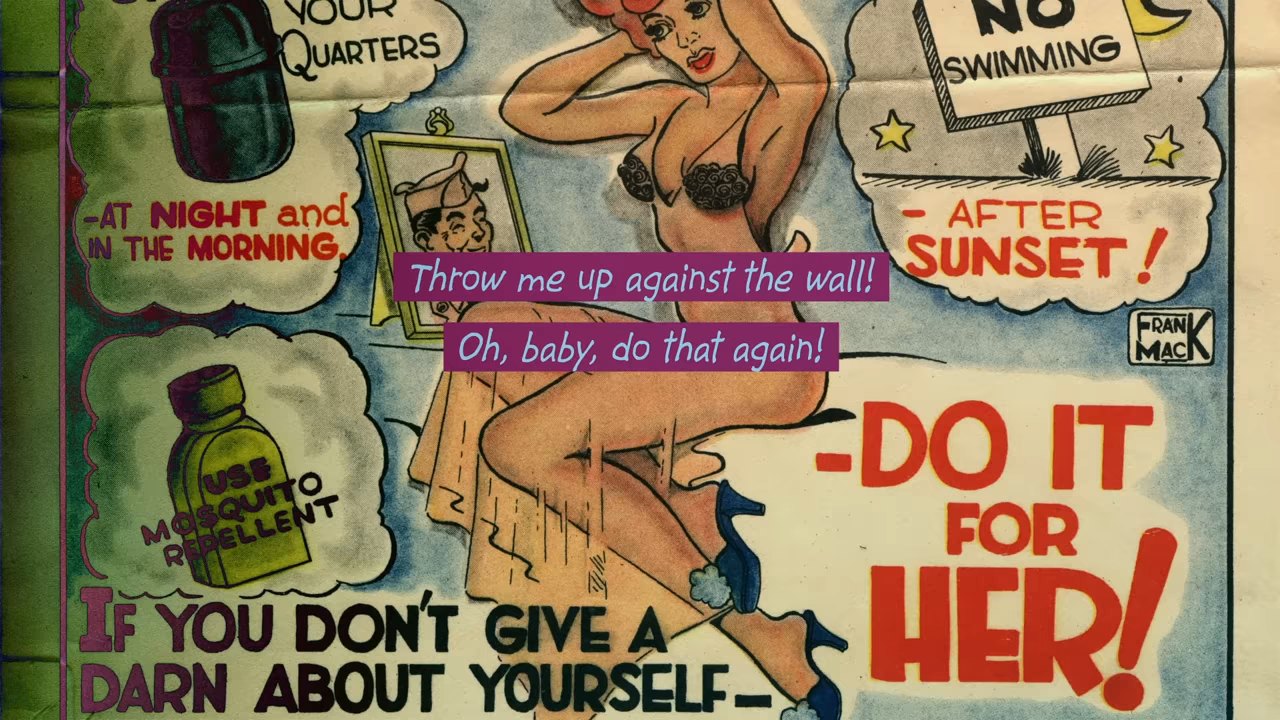 YOUR
QUARTERS
-AT NIGHT and
IN THE MORNING.
NO
SWIMMING
- AFTER
SUNSET!
Throw me up against the wall!
Oh, baby, do that again!
FRANK
MACK
USE
MOSQUITO
REPELLENT
-DO IT
FOR
HER!
IF YOU DON'T GIVE A
DARN ABOUT YOURSELF-